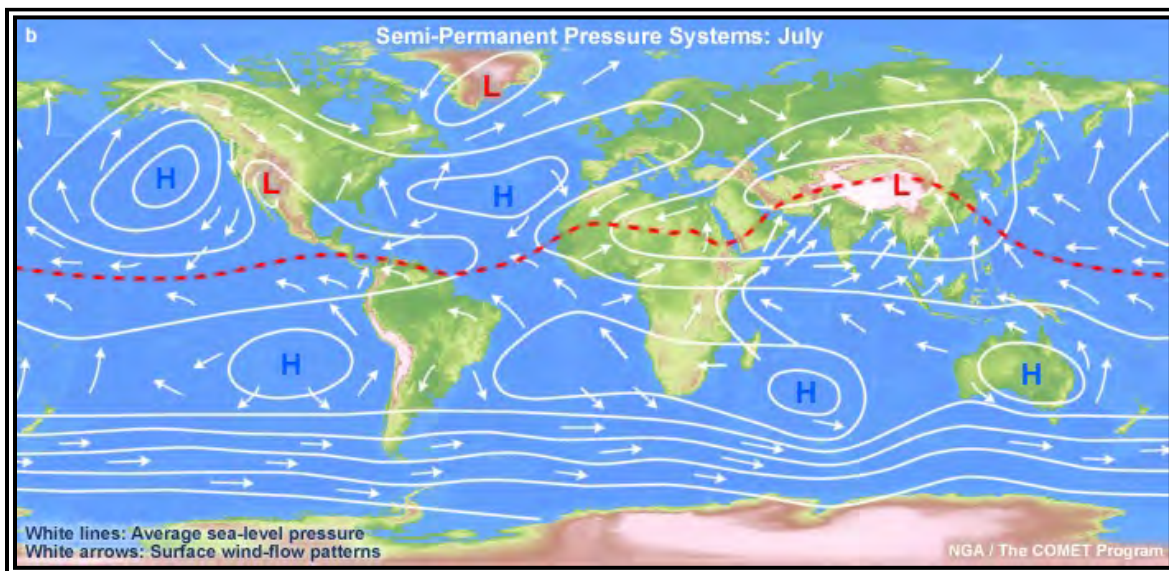 b
Semi-Permanent Pressure Systems: July
L
H
L
H
L
H
H
H
White lines: Average sea-level pressure
White arrows: Surface wind-flow patterns
NGA / The COMET Program